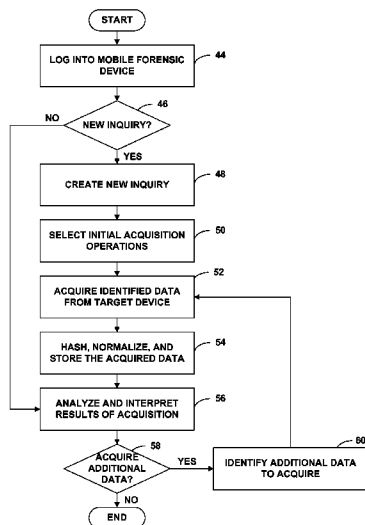 START
LOG INTO MOBILE FORENSIC
DEVICE
44
46
NO
NEW INQUIRY?
YES
CREATE NEW INQUIRY
48
SELECT INITIAL ACQUISITION
OPERATIONS
50
52
ACQUIRE IDENTIFIED DATA
FROM TARGET DEVICE
HASH, NORMALIZE, AND
STORE THE ACQUIRED DATA
54
ANALYZE AND INTERPRET
RESULTS OF ACQUISITION
56
58
60
ACQUIRE
ADDITIONAL
DATA?
YES
IDENTIFY ADDITIONAL DATA
TO ACQUIRE
NO
END